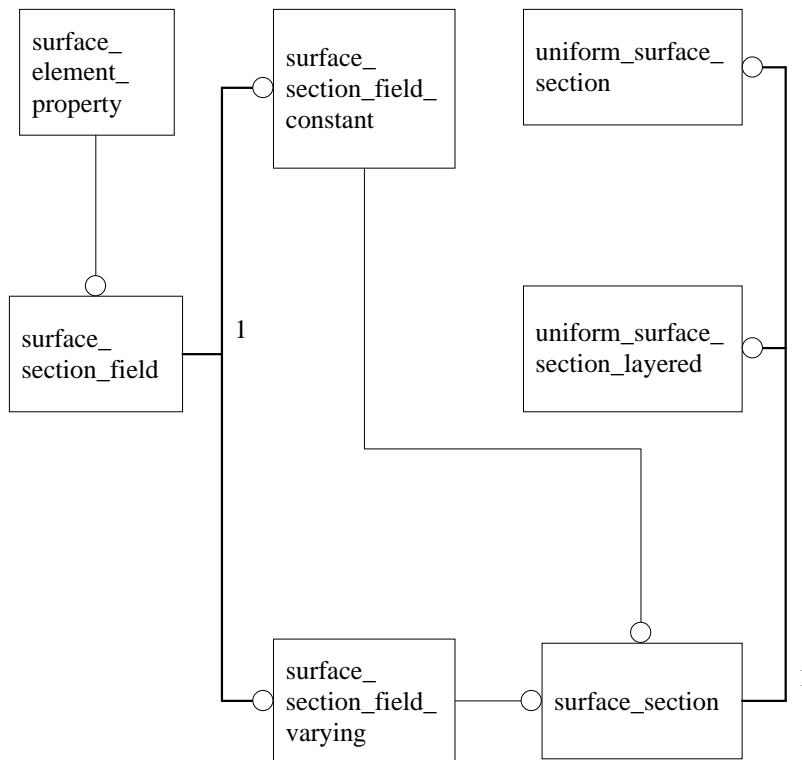 surface_
element_
property
surface_
section_field_
constant
uniform_surface_
section
1
surface_
section_field
uniform_surface_
section_layered
surface_
section_field_
varying
surface_section